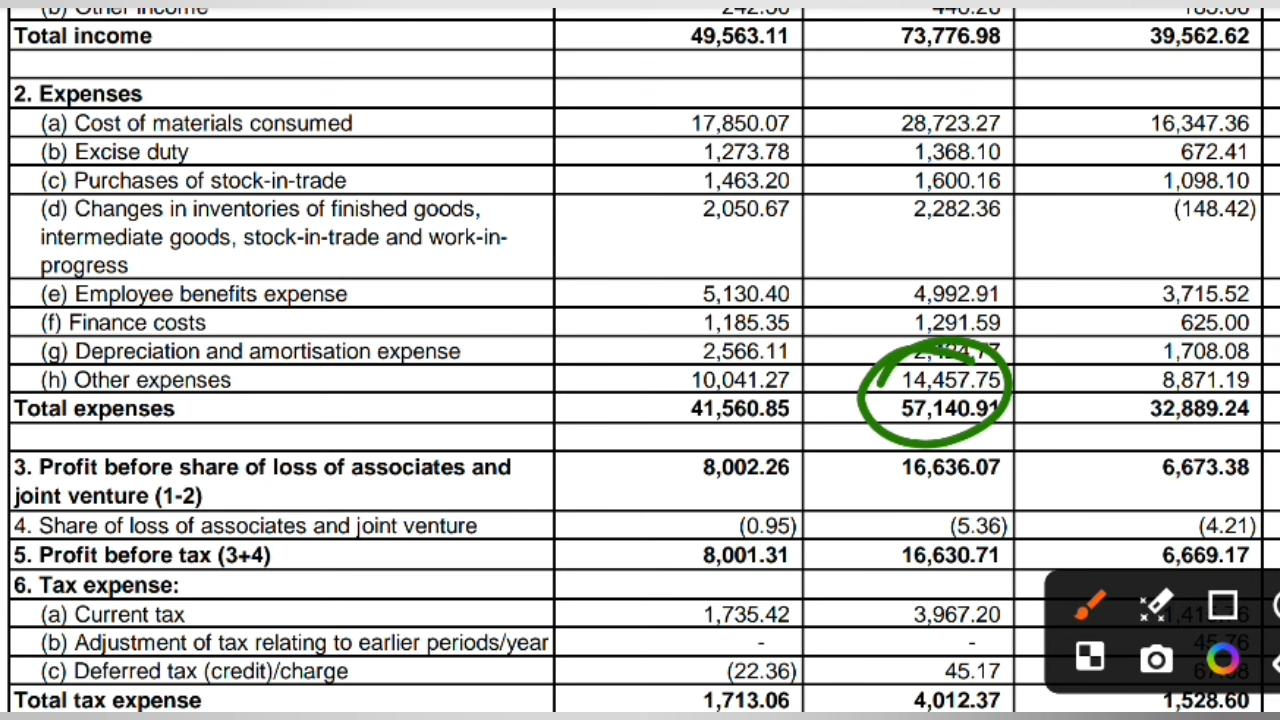 Total income 49,563.11 73,776.98 39,562.62
2. Expenses
(a) Cost of materials consumed 17,850.07 28,723.27 16,347.36
(b) Excise duty 1,273.78 1,368.10 672.41
(c) Purchases of stock-in-trade 1,463.20 1,600.16 1,098.10
(d) Changes in inventories of finished goods, 2,050.67 2,282.36 (148.42)
intermediate goods, stock-in-trade and work-in-
progress
(e) Employee benefits expense 5,130.40 4,992.91 3,715.52
(f) Finance costs 1,185.35 1,291.59 625.00
(g) Depreciation and amortisation expense 2,566.11 1,708.08
(h) Other expenses 10,041.27 14,457.75 8,871.19
Total expenses 41,560.85 57,140.91 32,889.24
3. Profit before share of loss of associates and 8,002.26 16,636.07 6,673.38
joint venture (1-2)
4. Share of loss of associates and joint venture (0.95) (5.36) (4.21)
5. Profit before tax (3+4) 8,001.31 16,630.71 6,669.17
6. Tax expense:
(a) Current tax 1,735.42 3,967.20
(b) Adjustment of tax relating to earlier periods/year - - 45.76
(c) Deferred tax (credit)/charge (22.36) 45.17
Total tax expense 1,713.06 4,012.37 1,528.60